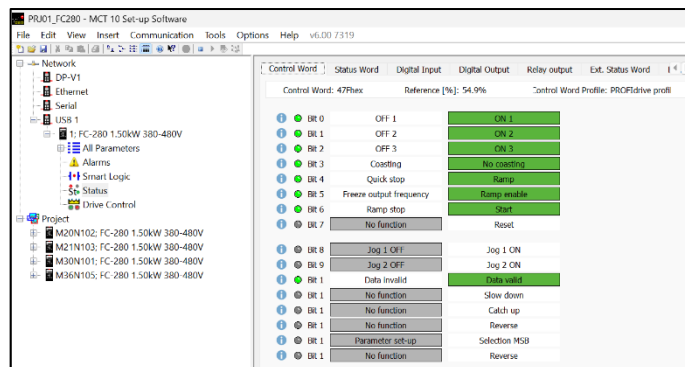 PRJ01_FC280 - MCT 10 Set-up Software
File Edit View Insert Communication Tools Options Help v6.00 7319
Network
DP-V1
Ethernet
Serial
USB 1
1; FC-280 1.50kW 380-480V
All Parameters
Alarms
Smart Logic
Status
Drive Control
Project
M20N102; FC-280 1.50kW 380-480V
M21N103; FC-280 1.50kW 380-480V
M30N101; FC-280 1.50kW 380-480V
M36N105; FC-280 1.50kW 380-480V
Control Word Status Word Digital Input Digital Output Relay output Ext. Status Word
Control Word: 47Fhex Reference [%]: 54.9% Control Word Profile: PROFIdrive profil
Bit 0 OFF 1 ON 1
Bit 1 OFF 2 ON 2
Bit 2 OFF 3 ON 3
Bit 3 Coasting No coasting
Bit 4 Quick stop Ramp
Bit 5 Freeze output frequency Ramp enable
Bit 6 Ramp stop Start
Bit 7 No function Reset
Bit 8 Jog 1 OFF Jog 1 ON
Bit 9 Jog 2 OFF Jog 2 ON
Bit 1 Data invalid Data valid
Bit 1 No function Slow down
Bit 1 No function Catch up
Bit 1 No function Reverse
Bit 1 Parameter set-up Selection MSB
Bit 1 No function Reverse